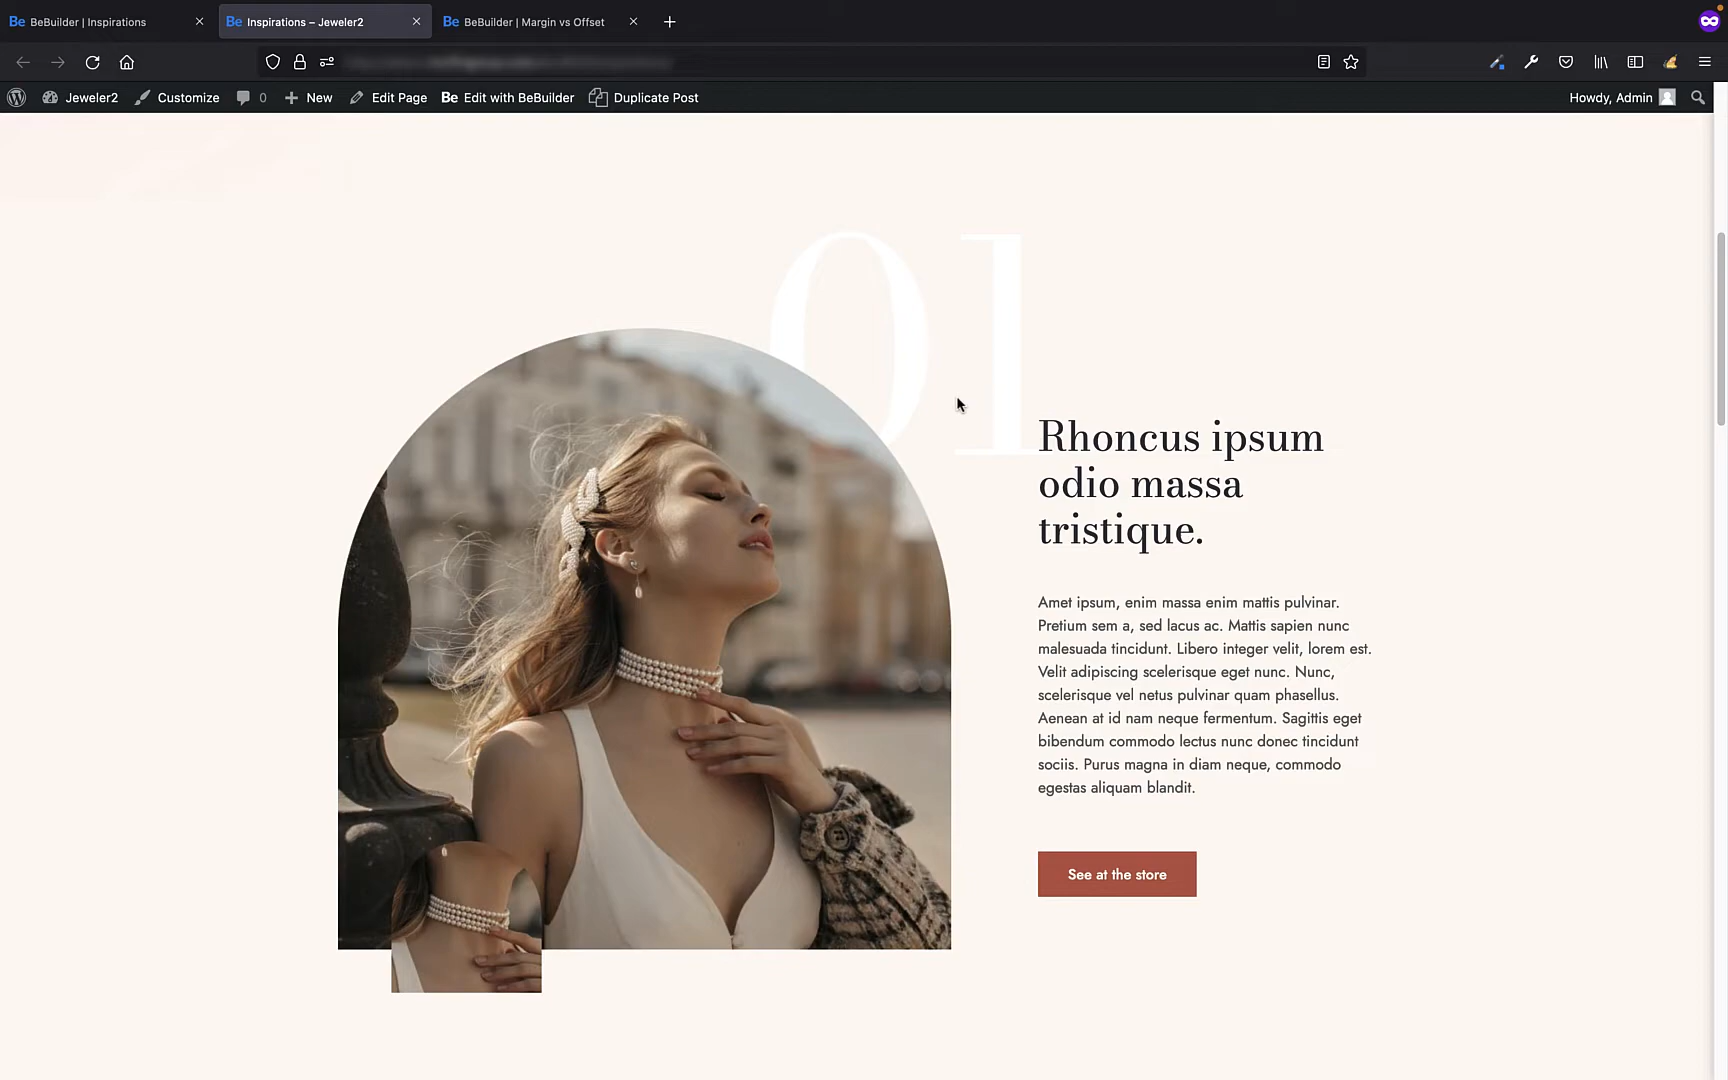 Be BeBuilder | Inspirations
Be Inspirations – Jeweler2
Be BeBuilder | Margin vs Offset
Jeweler2
Customize
0
New
Edit Page
Be Edit with BeBuilder
Duplicate Post
Howdy, Admin
01
Rhoncus ipsum
odio massa
tristique.
Amet ipsum, enim massa enim mattis pulvinar.
Pretium sem a, sed lacus ac. Mattis sapien nunc
malesuada tincidunt. Libero integer velit, lorem est.
Velit adipiscing scelerisque eget nunc. Nunc,
scelerisque vel netus pulvinar quam phasellus.
Aenean at id nam neque fermentum. Sagittis eget
bibendum commodo lectus nunc donec tincidunt
sociis. Purus magna in diam neque, commodo
egestas aliquam blandit.
See at the store